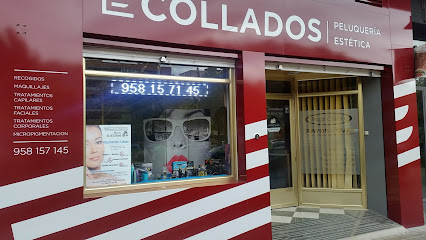 E COLLADOS
PELUQUERÍA
ESTÉTICA
958 15 71 45
RECOGIDOS
MAQUILLAJES
TRATAMIENTOS
CAPILARES
TRATAMIENTOS
FACIALES
TRATAMIENTOS
CORPORALES
MICROPIGMENTACION
958 157 145